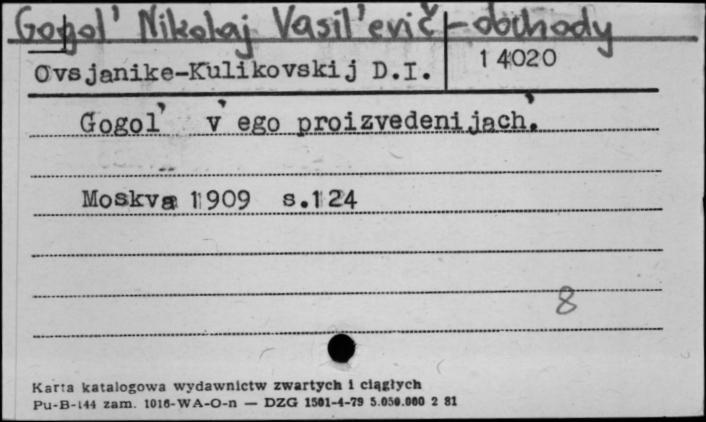 Gogol' Nikolaj Vasil'evič - obchody
Ovsjanike-Kulikovskij D.I. 14020
Gogol' v' ego proizvedenijach'.
Moskva 1909 s.124
8
Karta katalogowa wydawnictw zwartych i ciągłych
Pu-B-144 zam. 1016-WA-O-n — DZG 1501-4-79 5.050.000 2 81